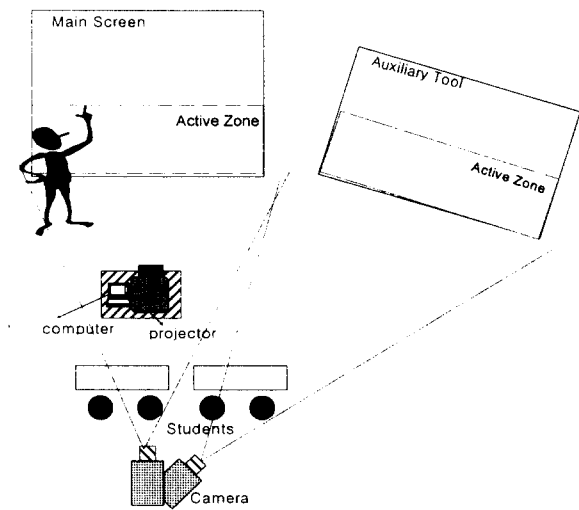 Main Screen
Auxiliary Tool
Active Zone
Active Zone
computer
projector
Students
Camera